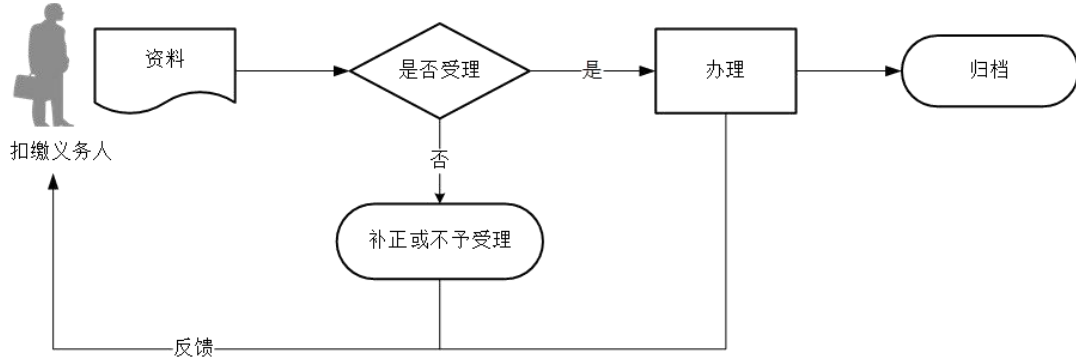 资料
是否受理
是
办理
归档
扣缴义务人
否
补正或不予受理
反馈